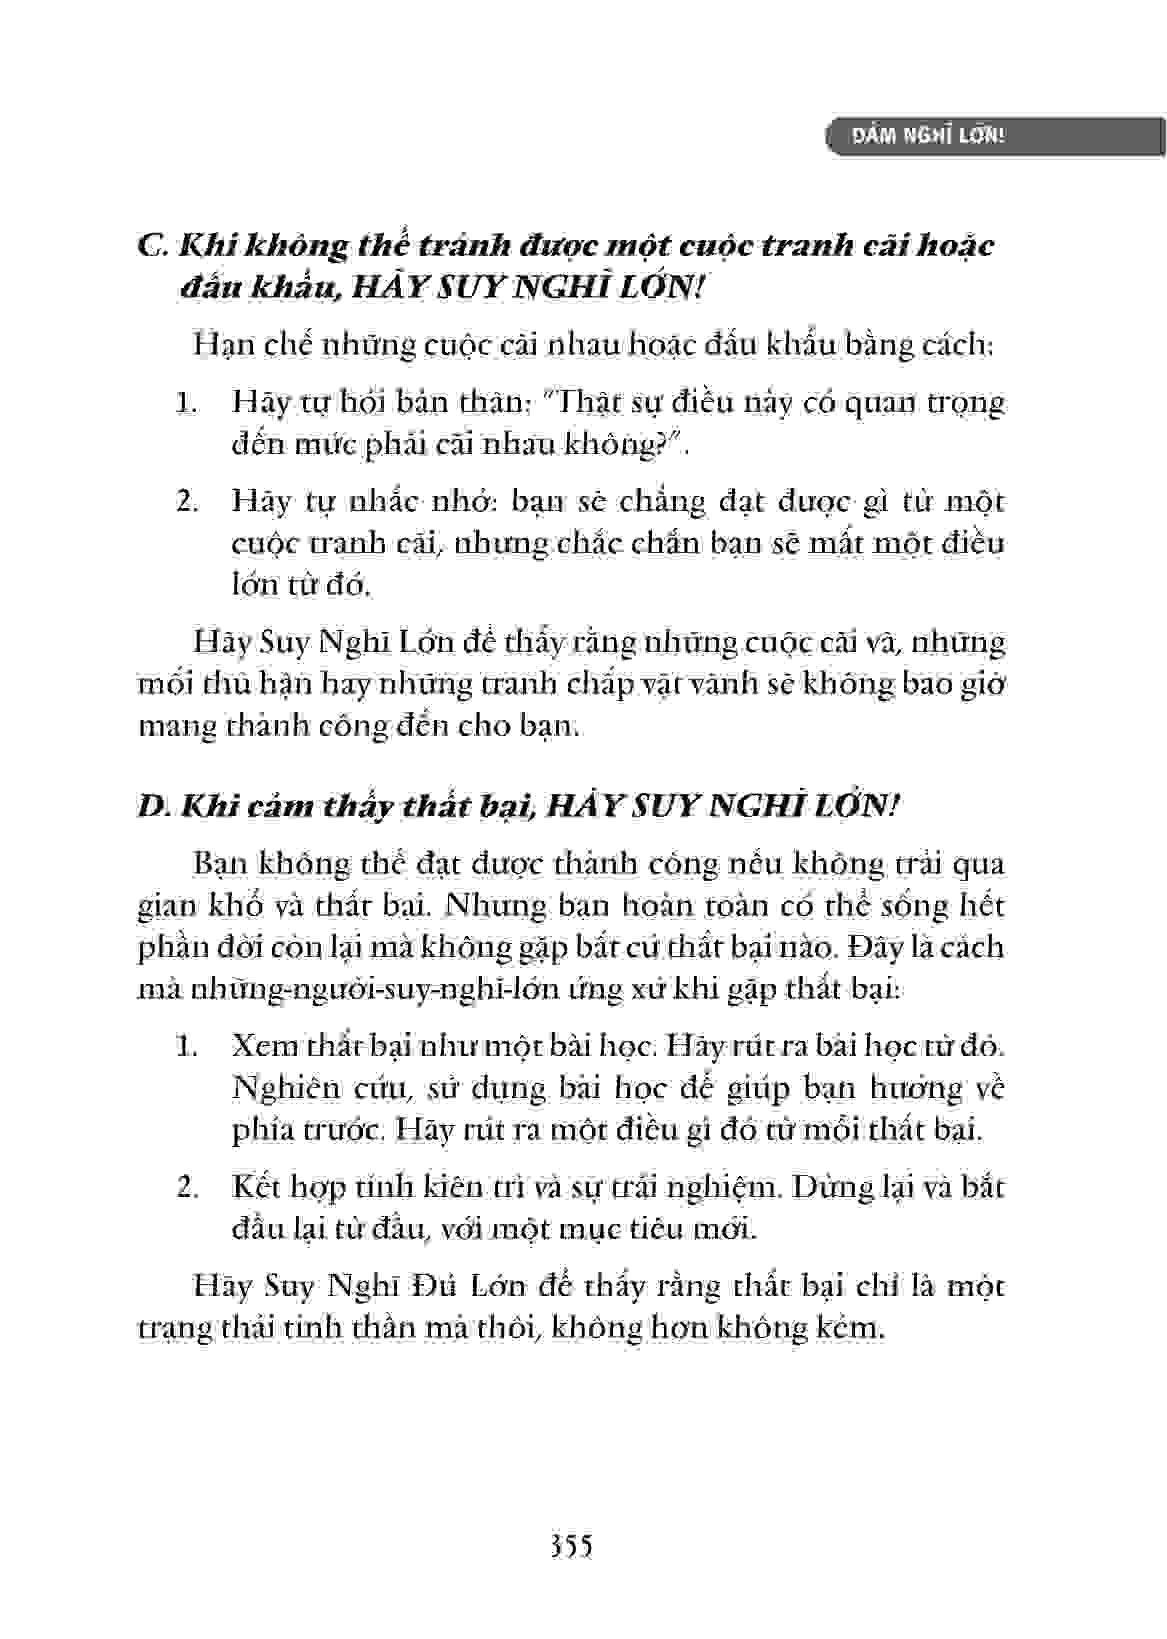 DÁM NGHĨ LỚN!
C. Khi không thể tránh được một cuộc tranh cãi hoặc
đấu khẩu, HÃY SUY NGHĨ LỚN!
Hạn chế những cuộc cãi nhau hoặc đấu khẩu bằng cách:
1. Hãy tự hỏi bản thân: "Thật sự điều này có quan trọng
đến mức phải cãi nhau không?".
2. Hãy tự nhắc nhở: bạn sẽ chẳng đạt được gì từ một
cuộc tranh cãi, nhưng chắc chắn bạn sẽ mất một điều
lớn từ đó.
Hãy Suy Nghĩ Lớn để thấy rằng những cuộc cãi vã, những
mối thù hận hay những tranh chấp vặt vãnh sẽ không bao giờ
mang thành công đến cho bạn.
D. Khi cảm thấy thất bại, HÃY SUY NGHĨ LỚN!
Bạn không thể đạt được thành công nếu không trải qua
gian khổ và thất bại. Nhưng bạn hoàn toàn có thể sống hết
phần đời còn lại mà không gặp bất cứ thất bại nào. Đây là cách
mà những-người-suy-nghĩ-lớn ứng xử khi gặp thất bại:
1. Xem thất bại như một bài học. Hãy rút ra bài học từ đó.
Nghiên cứu, sử dụng bài học để giúp bạn hướng về
phía trước. Hãy rút ra một điều gì đó từ mỗi thất bại.
2. Kết hợp tính kiên trì và sự trải nghiệm. Dừng lại và bắt
đầu lại từ đầu, với một mục tiêu mới.
Hãy Suy Nghĩ Đủ Lớn để thấy rằng thất bại chỉ là một
trạng thái tinh thần mà thôi, không hơn không kém.
355